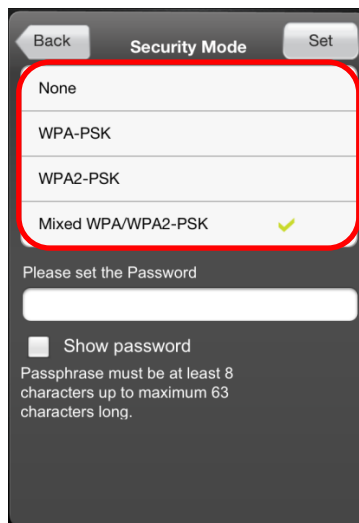 Back Security Mode Set
None
WPA-PSK
WPA2-PSK
Mixed WPA/WPA2-PSK
Please set the Password
Show password
Passphrase must be at least 8
characters up to maximum 63
characters long.